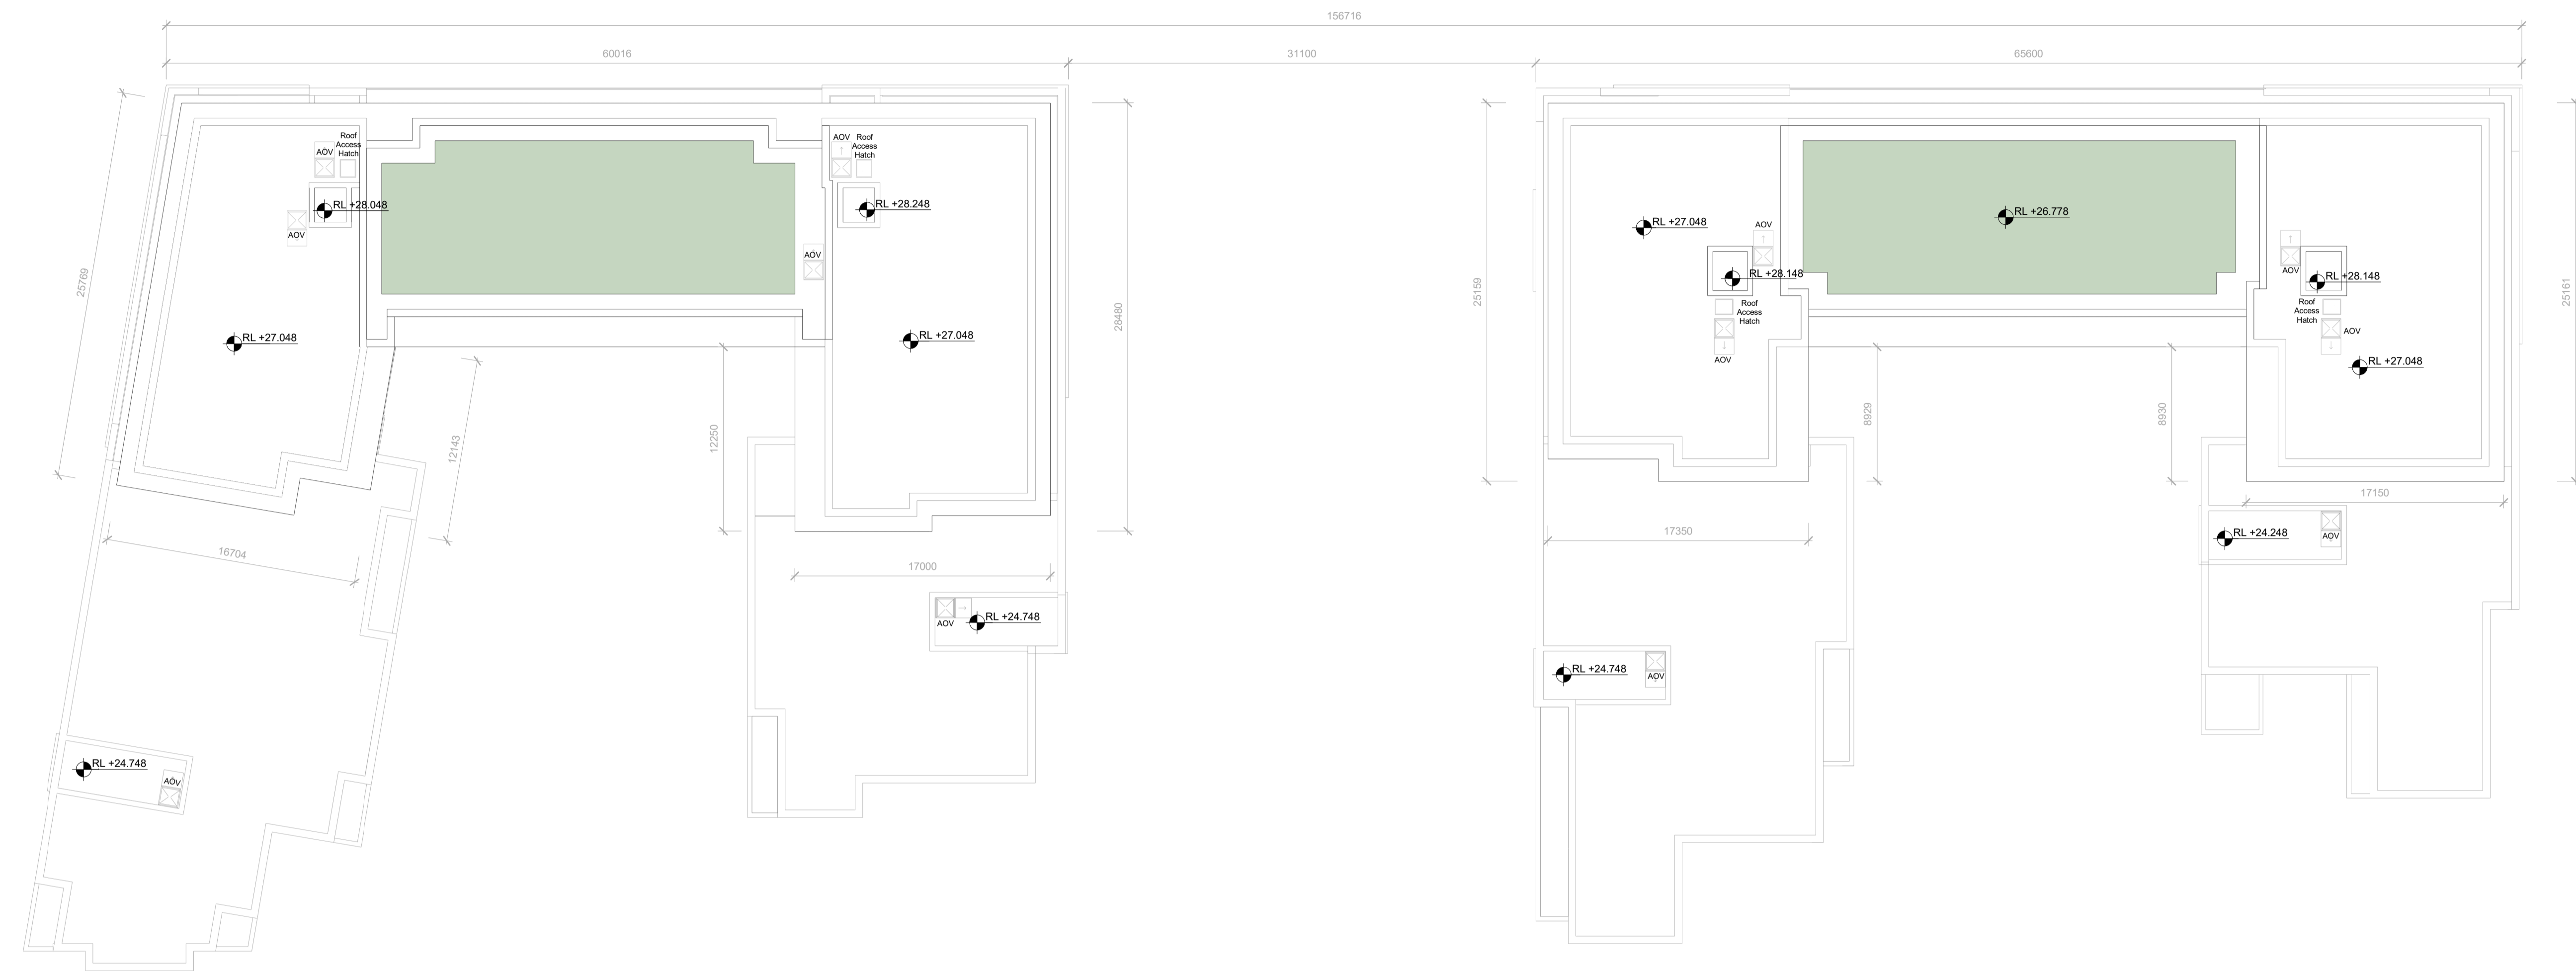 156716
60016
31100
65600
Roof
Access
Hatch
AOV
AOV
Roof
Access
Hatch
RL +28.048
AOV
RL +28.248
AOV
25769
RL +27.048
RL +27.048
28480
12143
12250
16704
17000
RL +24.748
AOV
RL +24.748
AOV
25159
RL +27.048
AOV
RL +28.148
Roof
Access
Hatch
AOV
RL +26.778
AOV
RL +28.148
Roof
Access
Hatch
AOV
RL +27.048
25161
8929
8930
17350
17150
RL +24.248
AOV
RL +24.748
AOV